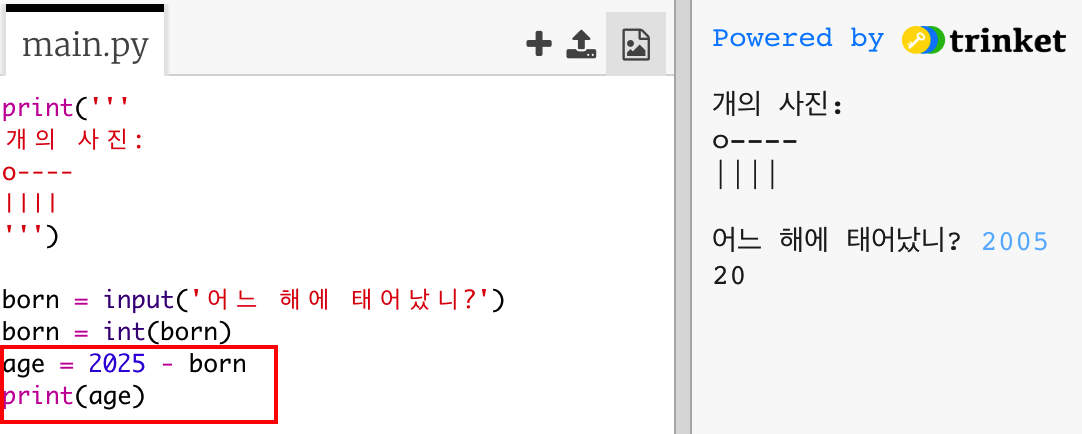 main.py
print('''
개의 사진:
o----
||||
''')
born = input('어느 해에 태어났니?')
born = int(born)
age = 2025 - born
print(age)
Powered by trinket
개의 사진:
o----
||||
어느 해에 태어났니? 2005
20